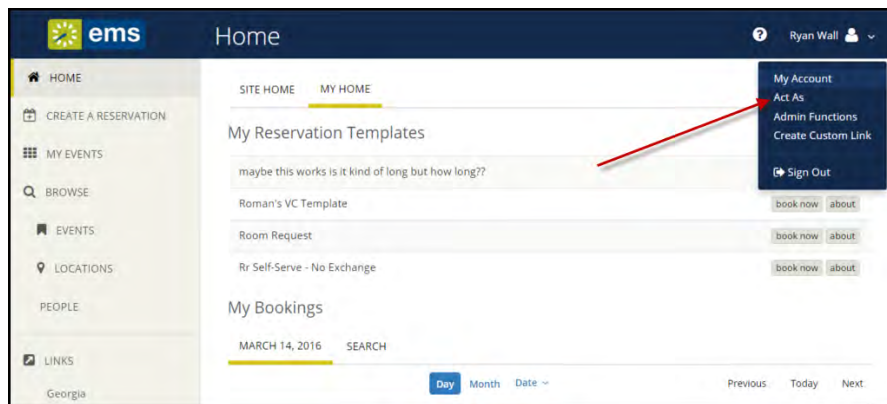 ems
Home
Ryan Wall
HOME
CREATE A RESERVATION
MY EVENTS
BROWSE
EVENTS
LOCATIONS
PEOPLE
LINKS
Georgia
SITE HOME MY HOME
My Account
Act As
Admin Functions
Create Custom Link
Sign Out
My Reservation Templates
maybe this works is it kind of long but how long??
Roman's VC Template book now about
Room Request book now about
Rr Self-Serve - No Exchange book now about
My Bookings
MARCH 14, 2016 SEARCH
Day Month Date Previous Today Next